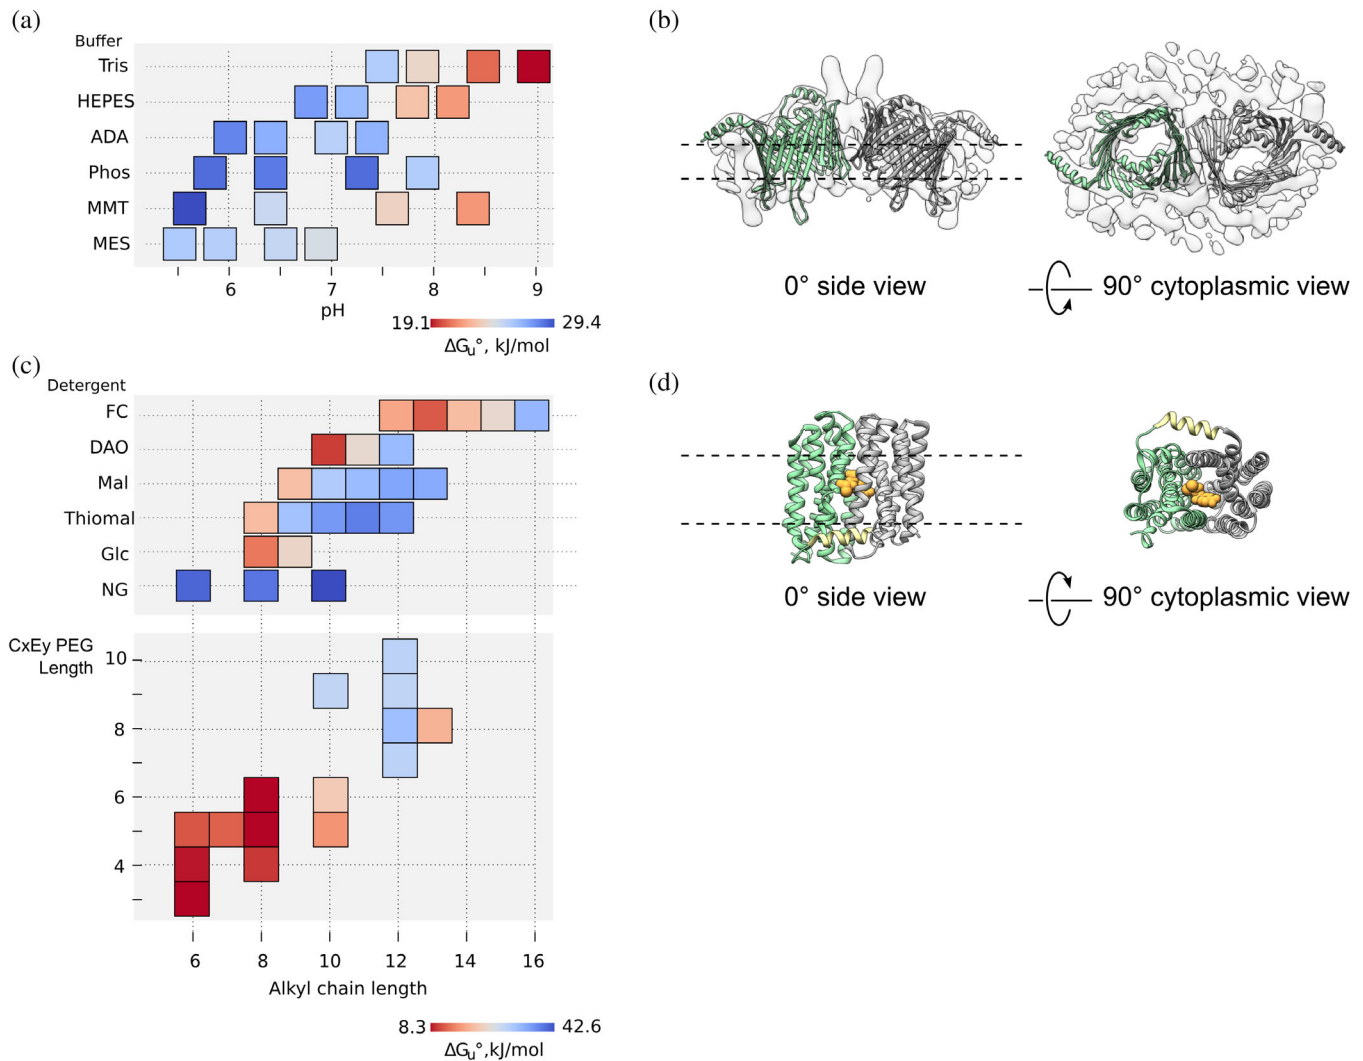 (a)
Buffer
Tris
HEPES
ADA
Phos
MMT
MES
6 7 8 9
pH
19.1 29.4
ΔGu°, kJ/mol
(b)
0° side view
90° cytoplasmic view
(c)
Detergent
FC
DAO
Mal
Thiomal
Glc
NG
CxEy PEG
Length
10
8
6
4
6 8 10 12 14 16
Alkyl chain length
8.3 42.6
ΔGu°,kJ/mol
(d)
0° side view
90° cytoplasmic view